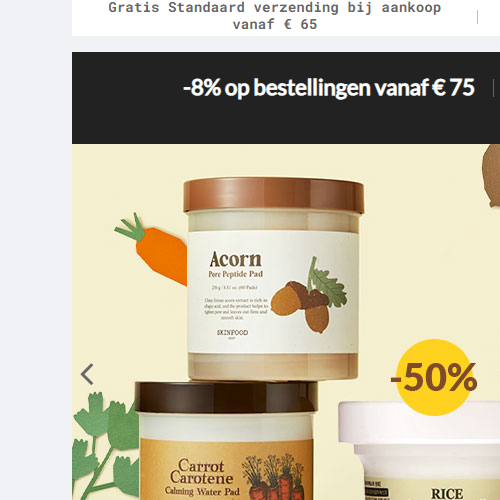 Gratis Standaard verzending bij aankoop
vanaf € 65
-8% op bestellingen vanaf € 75
Acorn
Pore Peptide Pad
SKINFOOD
-50%
Carrot
Carotene
Calming Water Pad
RICE